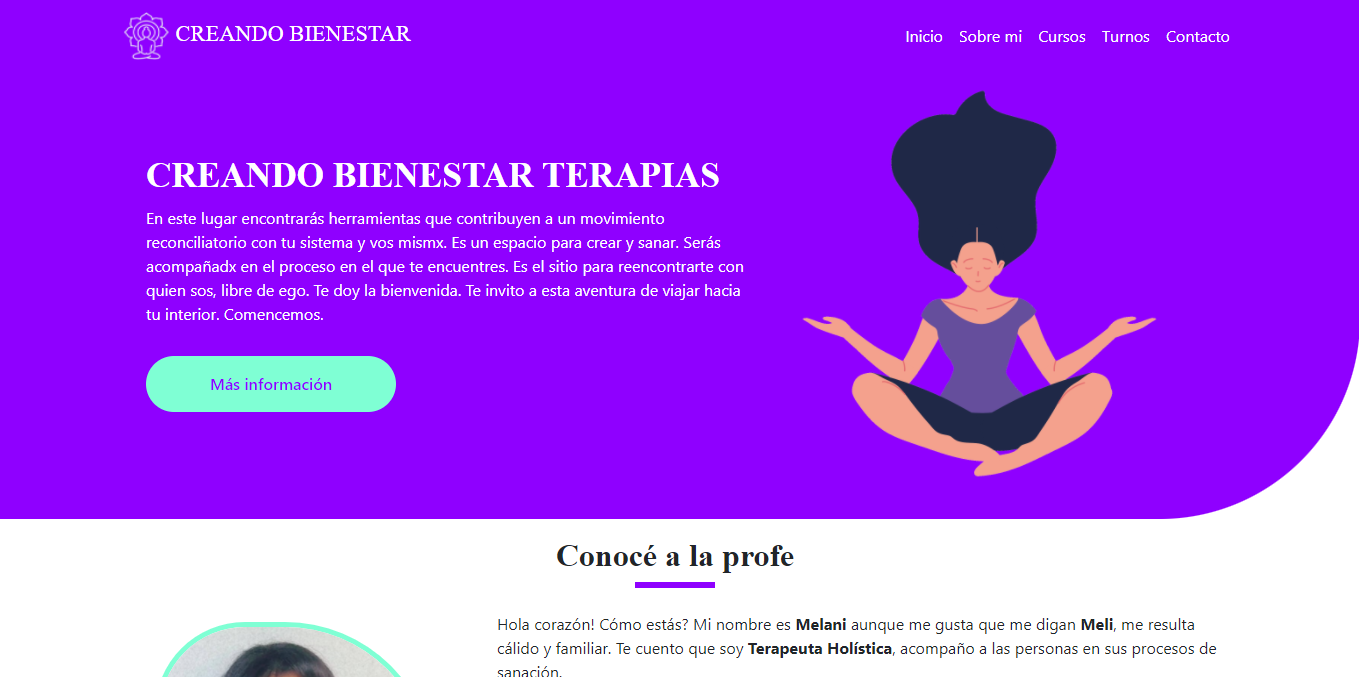 CREANDO BIENESTAR
Inicio Sobre mi Cursos Turnos Contacto
CREANDO BIENESTAR TERAPIAS
En este lugar encontrarás herramientas que contribuyen a un movimiento
reconciliatorio con tu sistema y vos mismx. Es un espacio para crear y sanar. Serás
acompañadx en el proceso en el que te encuentres. Es el sitio para reencontrarte con
quien sos, libre de ego. Te doy la bienvenida. Te invito a esta aventura de viajar hacia
tu interior. Comencemos.
Más información
Conocé a la profe
Hola corazón! Cómo estás? Mi nombre es Melani aunque me gusta que me digan Meli, me resulta
cálido y familiar. Te cuento que soy Terapeuta Holística, acompaño a las personas en sus procesos de
sanación.